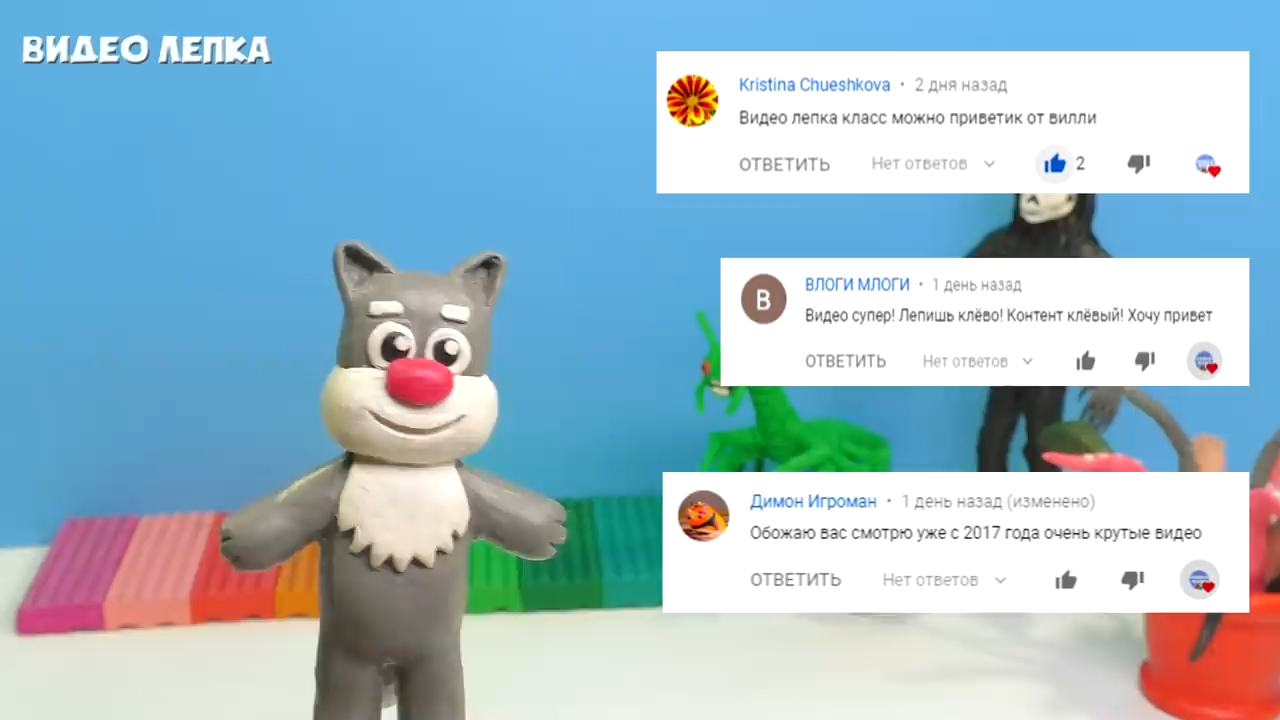 ВИДЕО ЛЕПКА
Kristina Chueshkova • 2 дня назад
Видео лепка класс можно приветик от вилли
ОТВЕТИТЬ Нет ответов 2
В
ВЛОГИ МЛОГИ • 1 день назад
Видео супер! Лепишь клёво! Контент клёвый! Хочу привет
ОТВЕТИТЬ Нет ответов
Димон Игроман • 1 день назад (изменено)
Обожаю вас смотрю уже с 2017 года очень крутые видео
ОТВЕТИТЬ Нет ответов